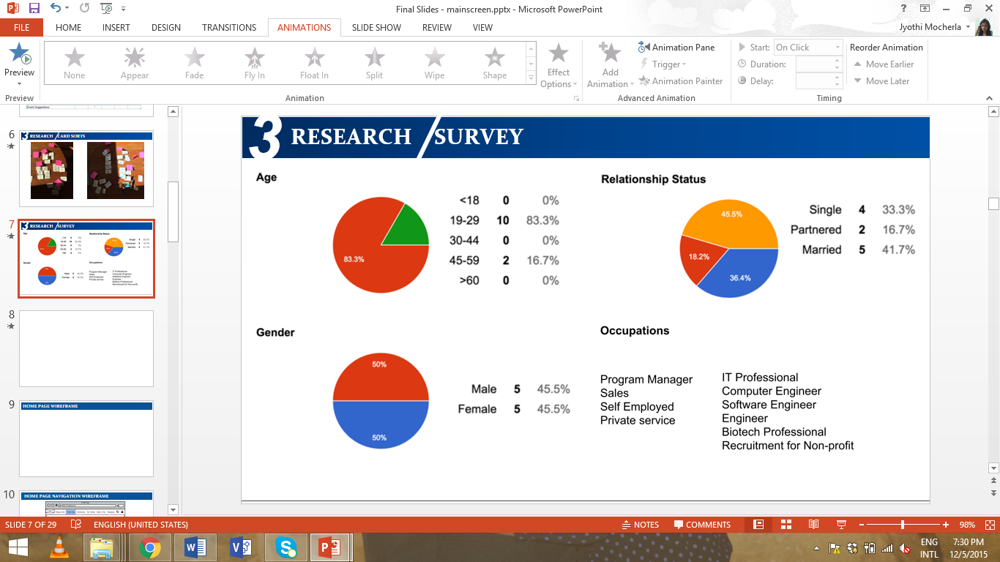 Final Slides - mainscreen.pptx - Microsoft PowerPoint
?
FILE HOME INSERT DESIGN TRANSITIONS ANIMATIONS SLIDE SHOW REVIEW VIEW
Jyothi Mocherla
Preview
None Appear Fade Fly In Float In Split Wipe Shape
Effect Options
Add Animation
Animation Pane
Trigger
Animation Painter
Start: On Click
Duration:
Delay:
Reorder Animation
Move Earlier
Move Later
Preview Animation Advanced Animation Timing
Event Suggestions
6
3 RESEARCH / CARD SORTS
7
3 RESEARCH / SURVEY
8
9
HOME PAGE WIREFRAME
10
HOME PAGE NAVIGATION WIREFRAME
3 RESEARCH / SURVEY
Age
83.3%
<18 0 0%
19-29 10 83.3%
30-44 0 0%
45-59 2 16.7%
>60 0 0%
Relationship Status
45.5%
18.2%
36.4%
Single 4 33.3%
Partnered 2 16.7%
Married 5 41.7%
Gender
50%
50%
Male 5 45.5%
Female 5 45.5%
Occupations
Program Manager
Sales
Self Employed
Private service
IT Professional
Computer Engineer
Software Engineer
Engineer
Biotech Professional
Recruitment for Non-profit
SLIDE 7 OF 29 ENGLISH (UNITED STATES) NOTES COMMENTS 98%
ENG 7:30 PM
INTL 12/5/2015